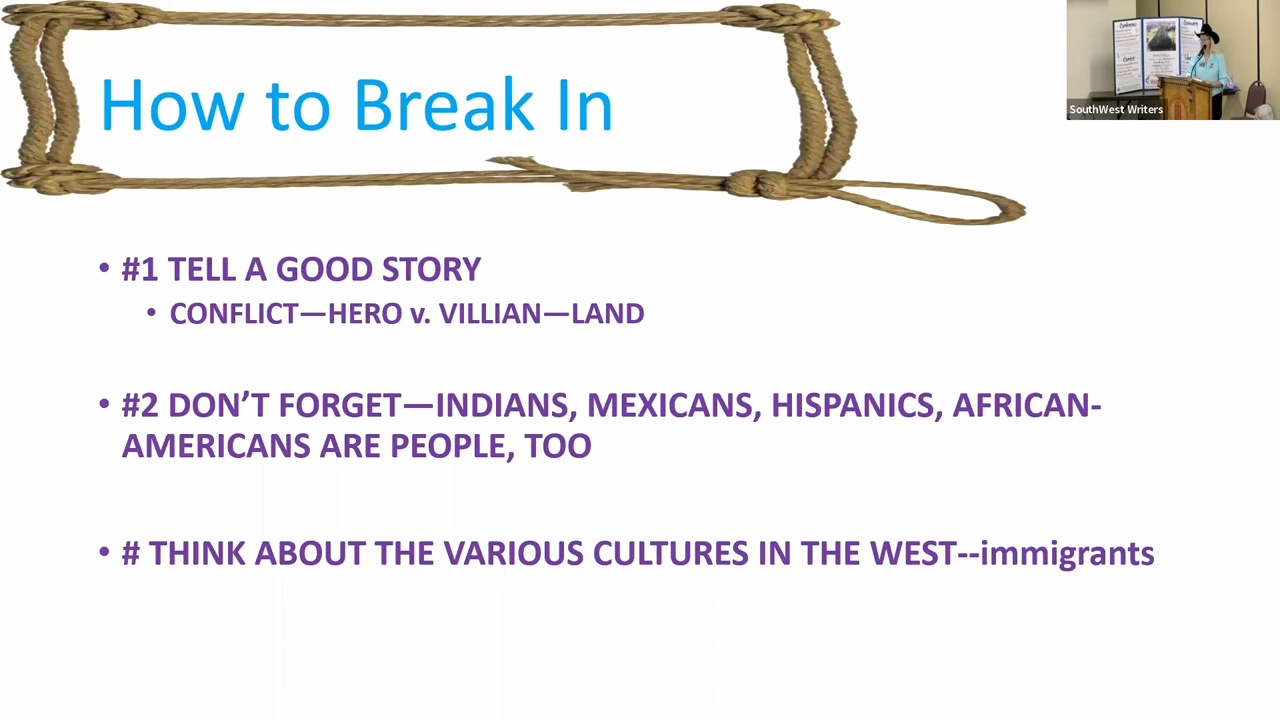 How to Break In
SouthWest Writers
• #1 TELL A GOOD STORY
• CONFLICT—HERO v. VILLIAN—LAND
• #2 DON’T FORGET—INDIANS, MEXICANS, HISPANICS, AFRICAN-
AMERICANS ARE PEOPLE, TOO
• # THINK ABOUT THE VARIOUS CULTURES IN THE WEST--immigrants